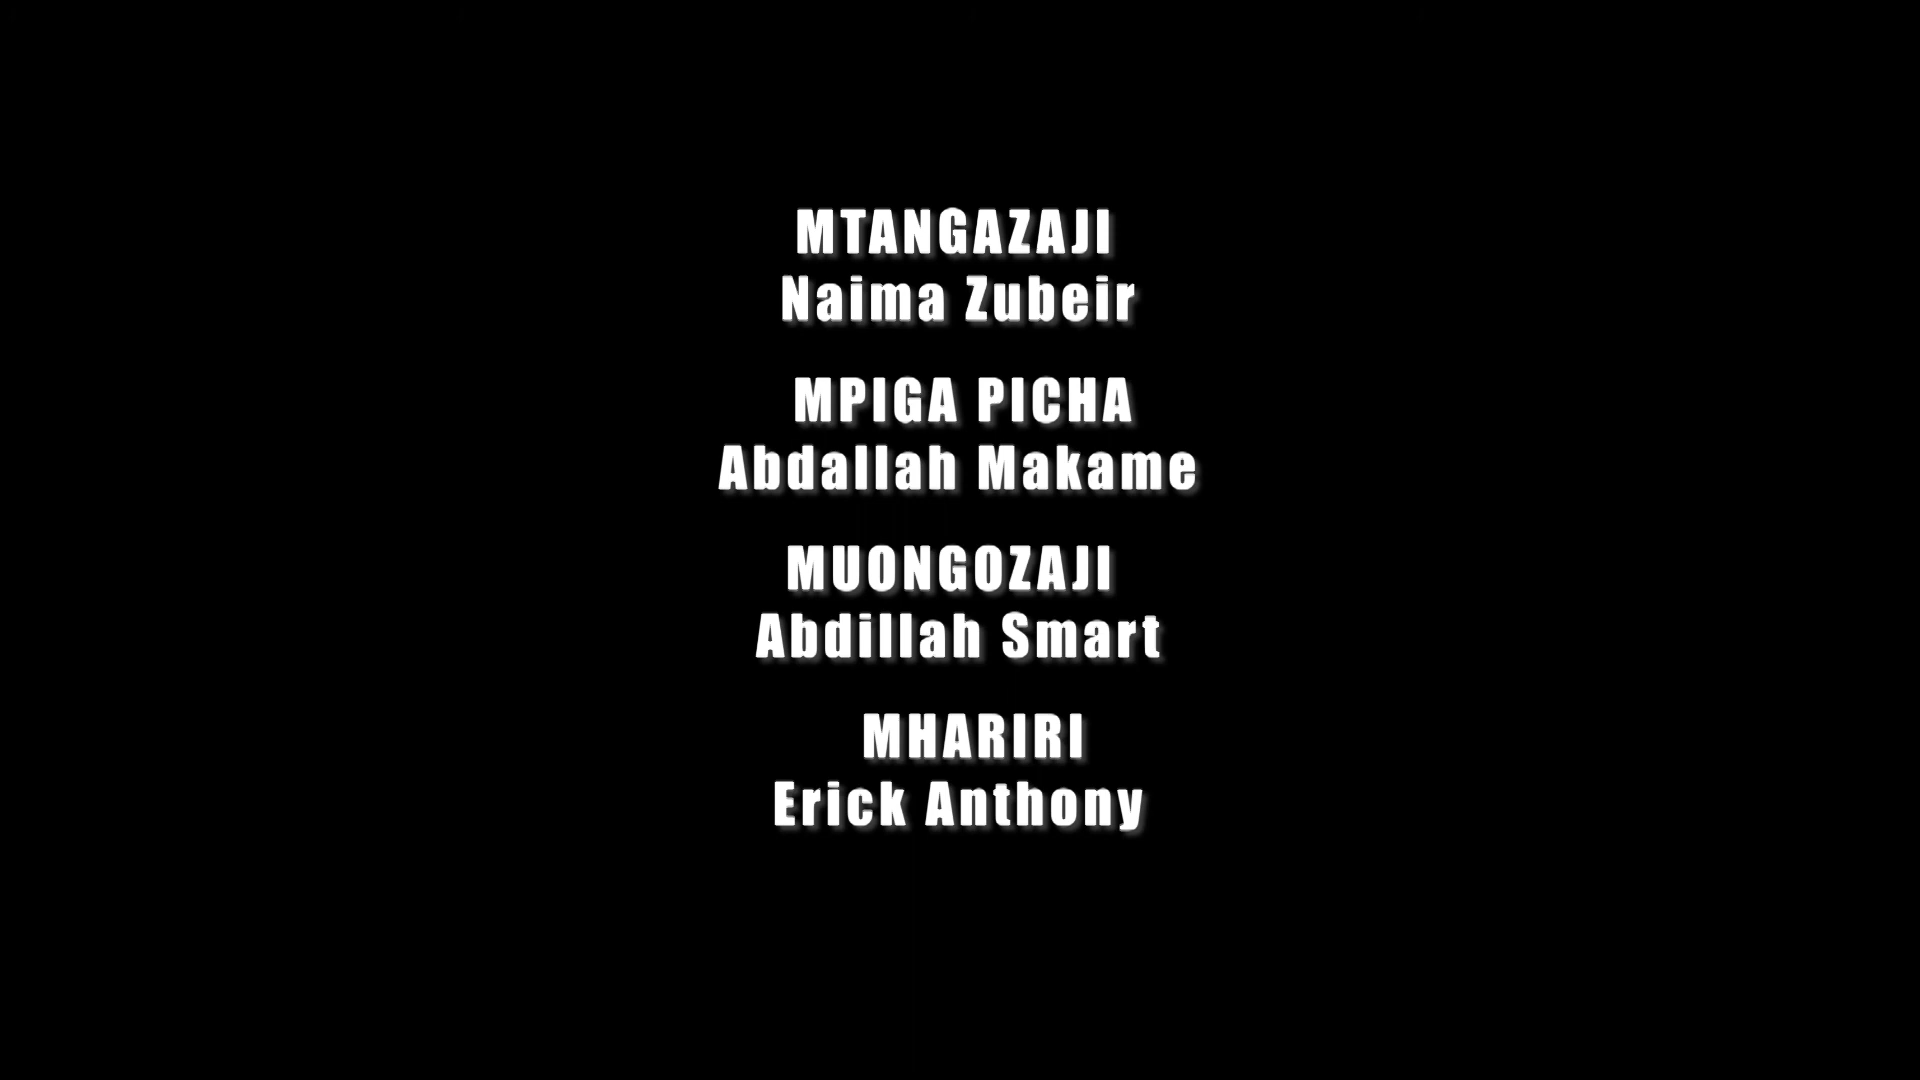 MTANGAZAJI
Naima Zubeir
MPIGA PICHA
Abdallah Makame
MUONGOZAJI
Abdillah Smart
MHARIRI
Erick Anthony